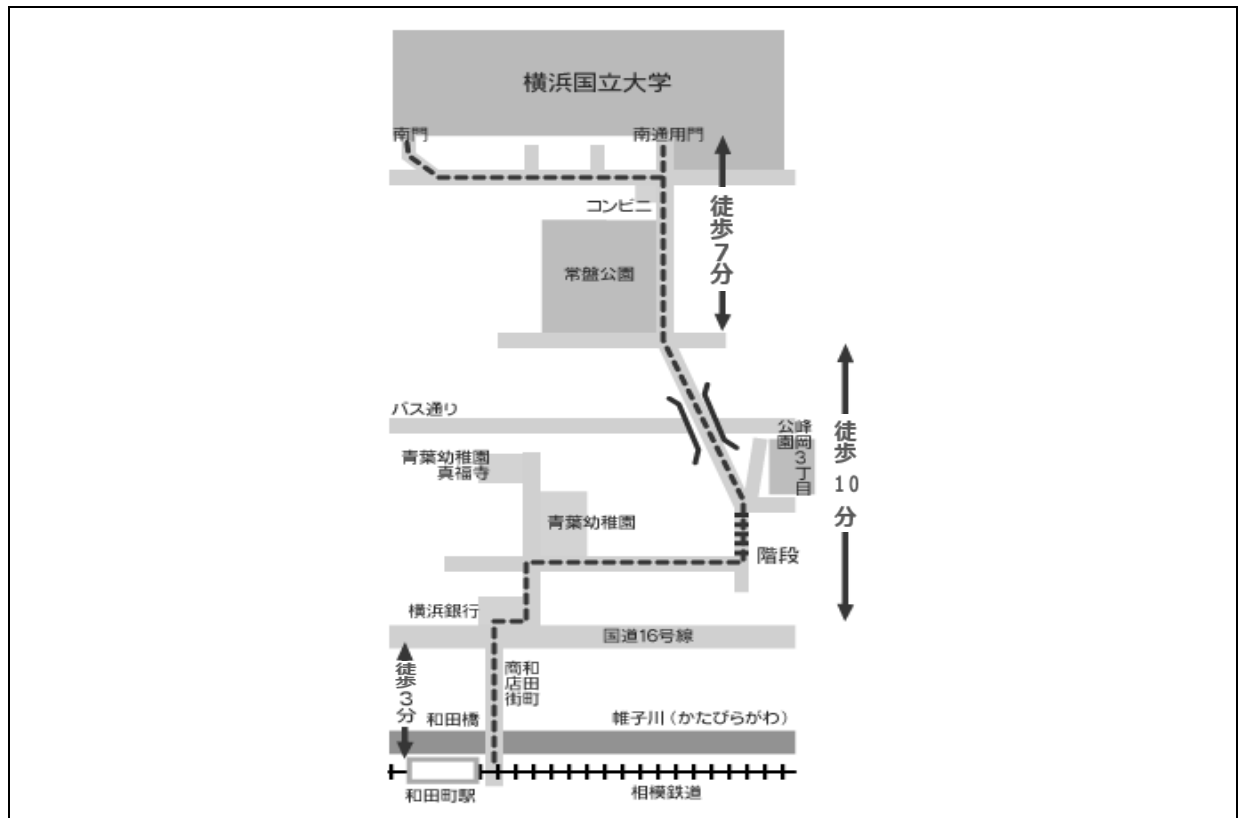 横浜国立大学
南門
南通用門
コンビニ
徒歩7分
常盤公園
バス通り
峰岡3丁目
公園
徒歩10分
青葉幼稚園
真福寺
青葉幼稚園
階段
横浜銀行
国道16号線
徒歩3分
和田町
商店街
和田橋
帷子川(かたびらがわ)
和田町駅
相模鉄道